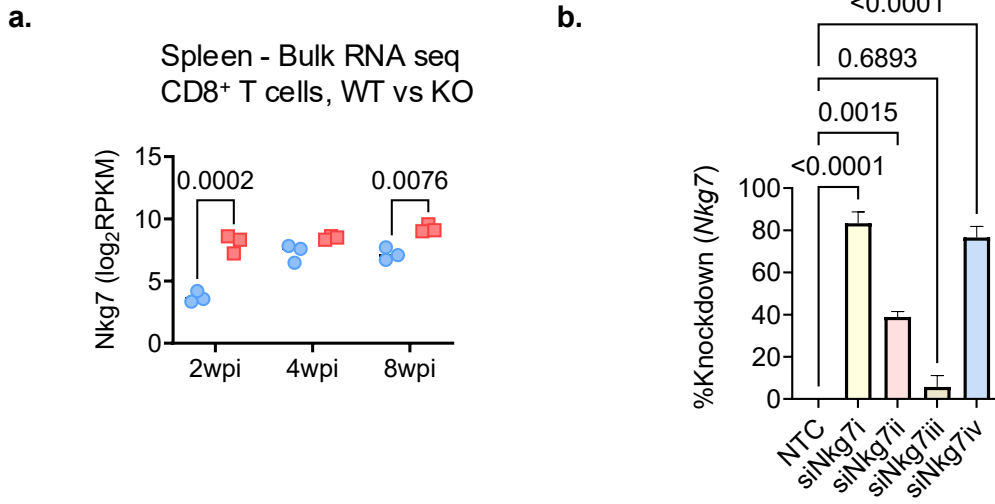 a.
Spleen - Bulk RNA seq
CD8⁺ T cells, WT vs KO
Nkg7 (log₂RPKM)
15
10
5
0
0.0002
0.0076
2wpi
4wpi
8wpi
b.
<0.0001
0.6893
0.0015
<0.0001
%Knockdown (Nkg7)
100
80
60
40
20
0
NTC
siNkg7i
siNkg7ii
siNkg7iii
siNkg7iv